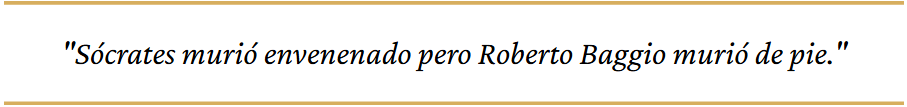 "Sócrates murió envenenado pero Roberto Baggio murió de pie."